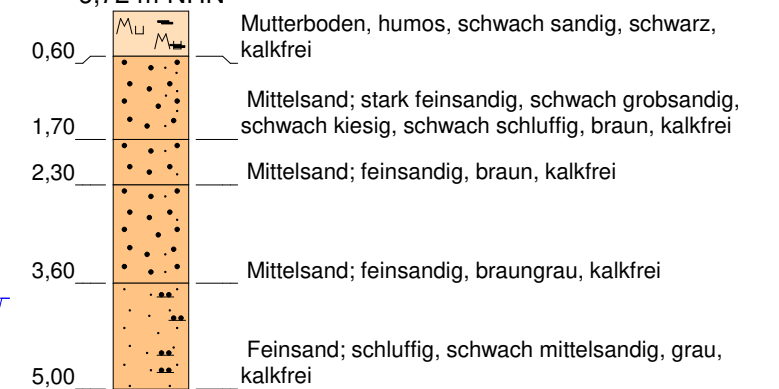 Mutterboden, humos, schwach sandig, schwarz,
0,60 kalkfrei
Mittelsand; stark feinsandig, schwach grobsandig,
1,70 schwach kiesig, schwach schluffig, braun, kalkfrei
2,30 Mittelsand; feinsandig, braun, kalkfrei
3,60 Mittelsand; feinsandig, braungrau, kalkfrei
Feinsand; schluffig, schwach mittelsandig, grau,
5,00 kalkfrei